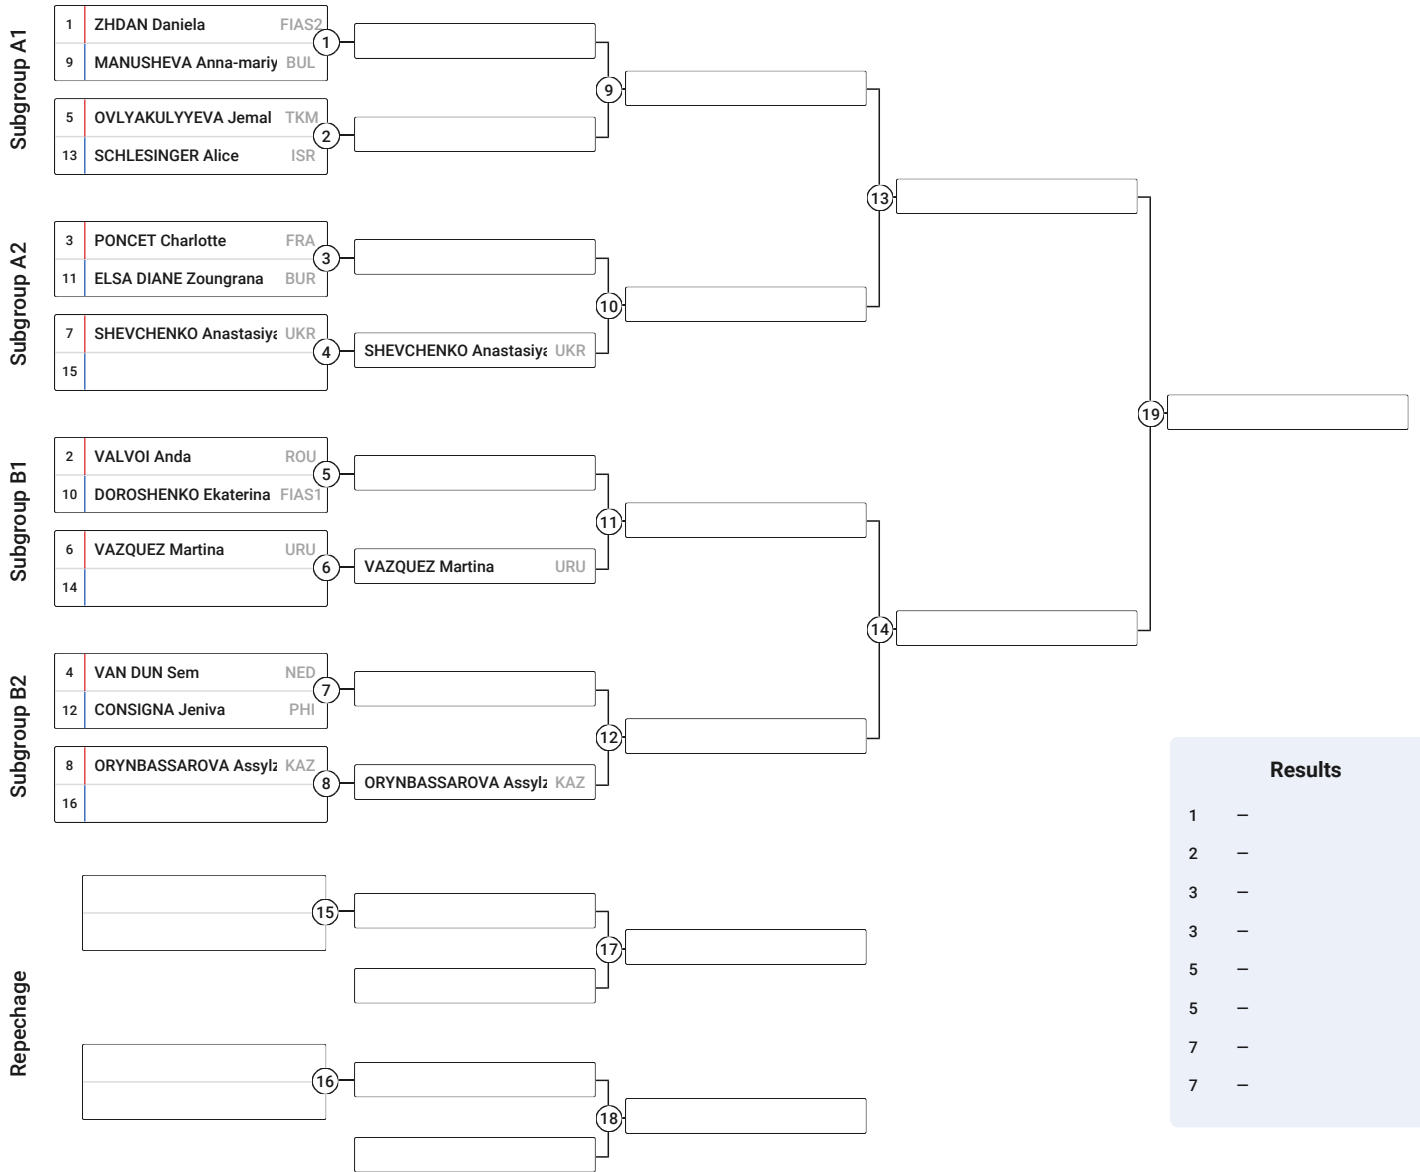 Subgroup A1
1 ZHDAN Daniela FIAS2
9 MANUSHEVA Anna-mariy BUL
1
5 OVLYAKULYYEVA Jemal TKM
13 SCHLESINGER Alice ISR
2
9
Subgroup A2
3 PONCET Charlotte FRA
11 ELSA DIANE Zoungrana BUR
3
7 SHEVCHENKO Anastasiya UKR
15
4
SHEVCHENKO Anastasiya UKR
10
13
Subgroup B1
2 VALVOI Anda ROU
10 DOROSHENKO Ekaterina FIAS1
5
6 VAZQUEZ Martina URU
14
6
VAZQUEZ Martina URU
11
Subgroup B2
4 VAN DUN Sem NED
12 CONSIGNA Jeniva PHI
7
8 ORYNBASSAROVA Assylz KAZ
16
8
ORYNBASSAROVA Assylz KAZ
12
14
19
Repechage
15
17
16
18
Results
1 –
2 –
3 –
3 –
5 –
5 –
7 –
7 –